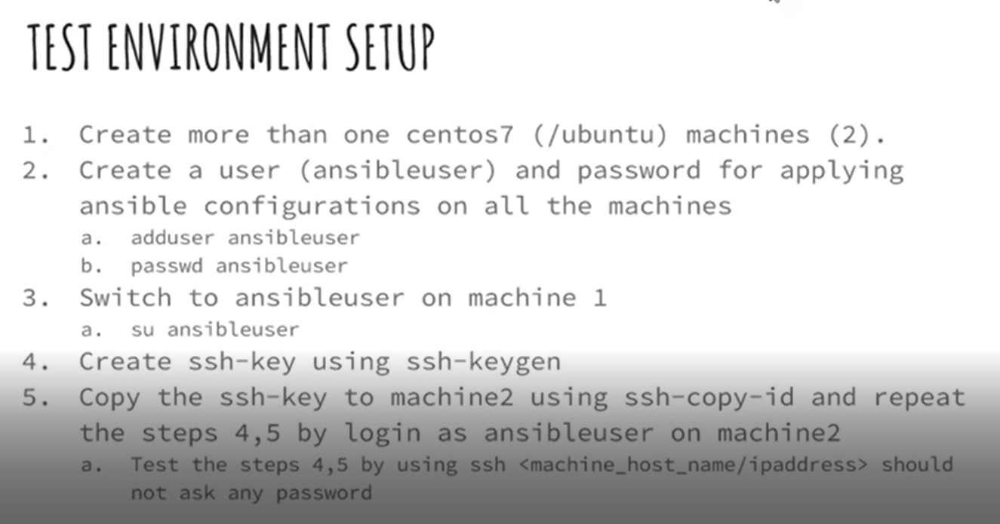 TEST ENVIRONMENT SETUP
1. Create more than one centos7 (/ubuntu) machines (2).
2. Create a user (ansibleuser) and password for applying
ansible configurations on all the machines
a. adduser ansibleuser
b. passwd ansibleuser
3. Switch to ansibleuser on machine 1
a. su ansibleuser
4. Create ssh-key using ssh-keygen
5. Copy the ssh-key to machine2 using ssh-copy-id and repeat
the steps 4,5 by login as ansibleuser on machine2
a. Test the steps 4,5 by using ssh <machine_host_name/ipaddress> should
not ask any password